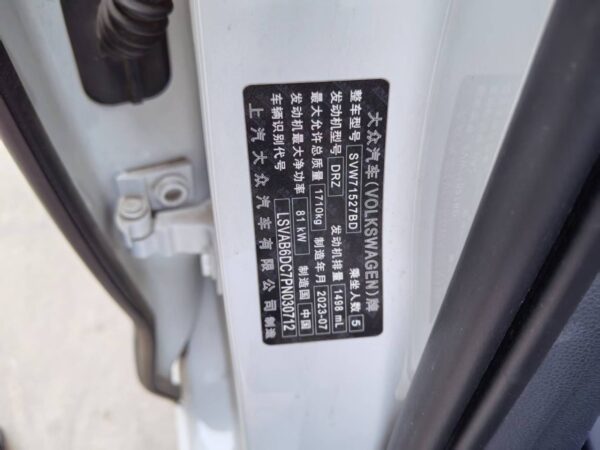 大众汽车(VOLKSWAGEN)牌
整车型号 SVW71527BD 乘坐人数 5
发动机型号 DRZ 发动机排量 1498 mL
最大允许总质量 1710kg 制造年月 2023-07
发动机最大净功率 81 kW 制造国 中国
车辆识别代号 LSVAB6DC7PN030712
上汽大众汽车有限公司制造